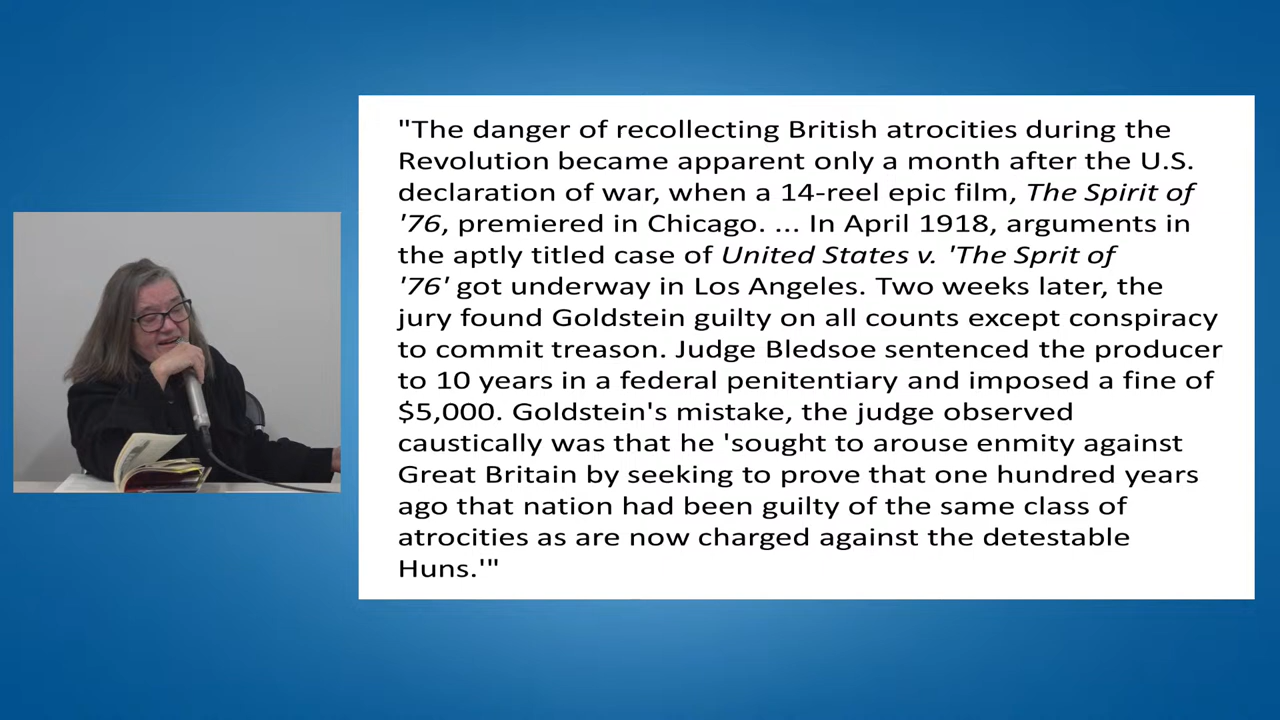 "The danger of recollecting British atrocities during the
Revolution became apparent only a month after the U.S.
declaration of war, when a 14-reel epic film, The Spirit of
'76, premiered in Chicago. ... In April 1918, arguments in
the aptly titled case of United States v. 'The Sprit of
'76' got underway in Los Angeles. Two weeks later, the
jury found Goldstein guilty on all counts except conspiracy
to commit treason. Judge Bledsoe sentenced the producer
to 10 years in a federal penitentiary and imposed a fine of
$5,000. Goldstein's mistake, the judge observed
caustically was that he 'sought to arouse enmity against
Great Britain by seeking to prove that one hundred years
ago that nation had been guilty of the same class of
atrocities as are now charged against the detestable
Huns.'"